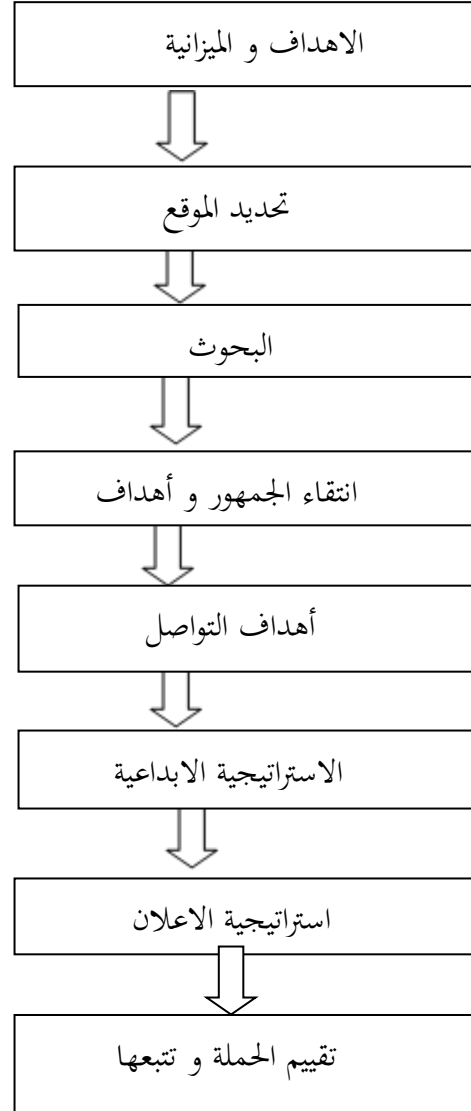 الاهداف و الميزانية
تحديد الموقع
البحوث
انتقاء الجمهور و أهداف
أهداف التواصل
الاستراتيجية الابداعية
استراتيجية الاعلان
تقييم الحملة و تتبعها